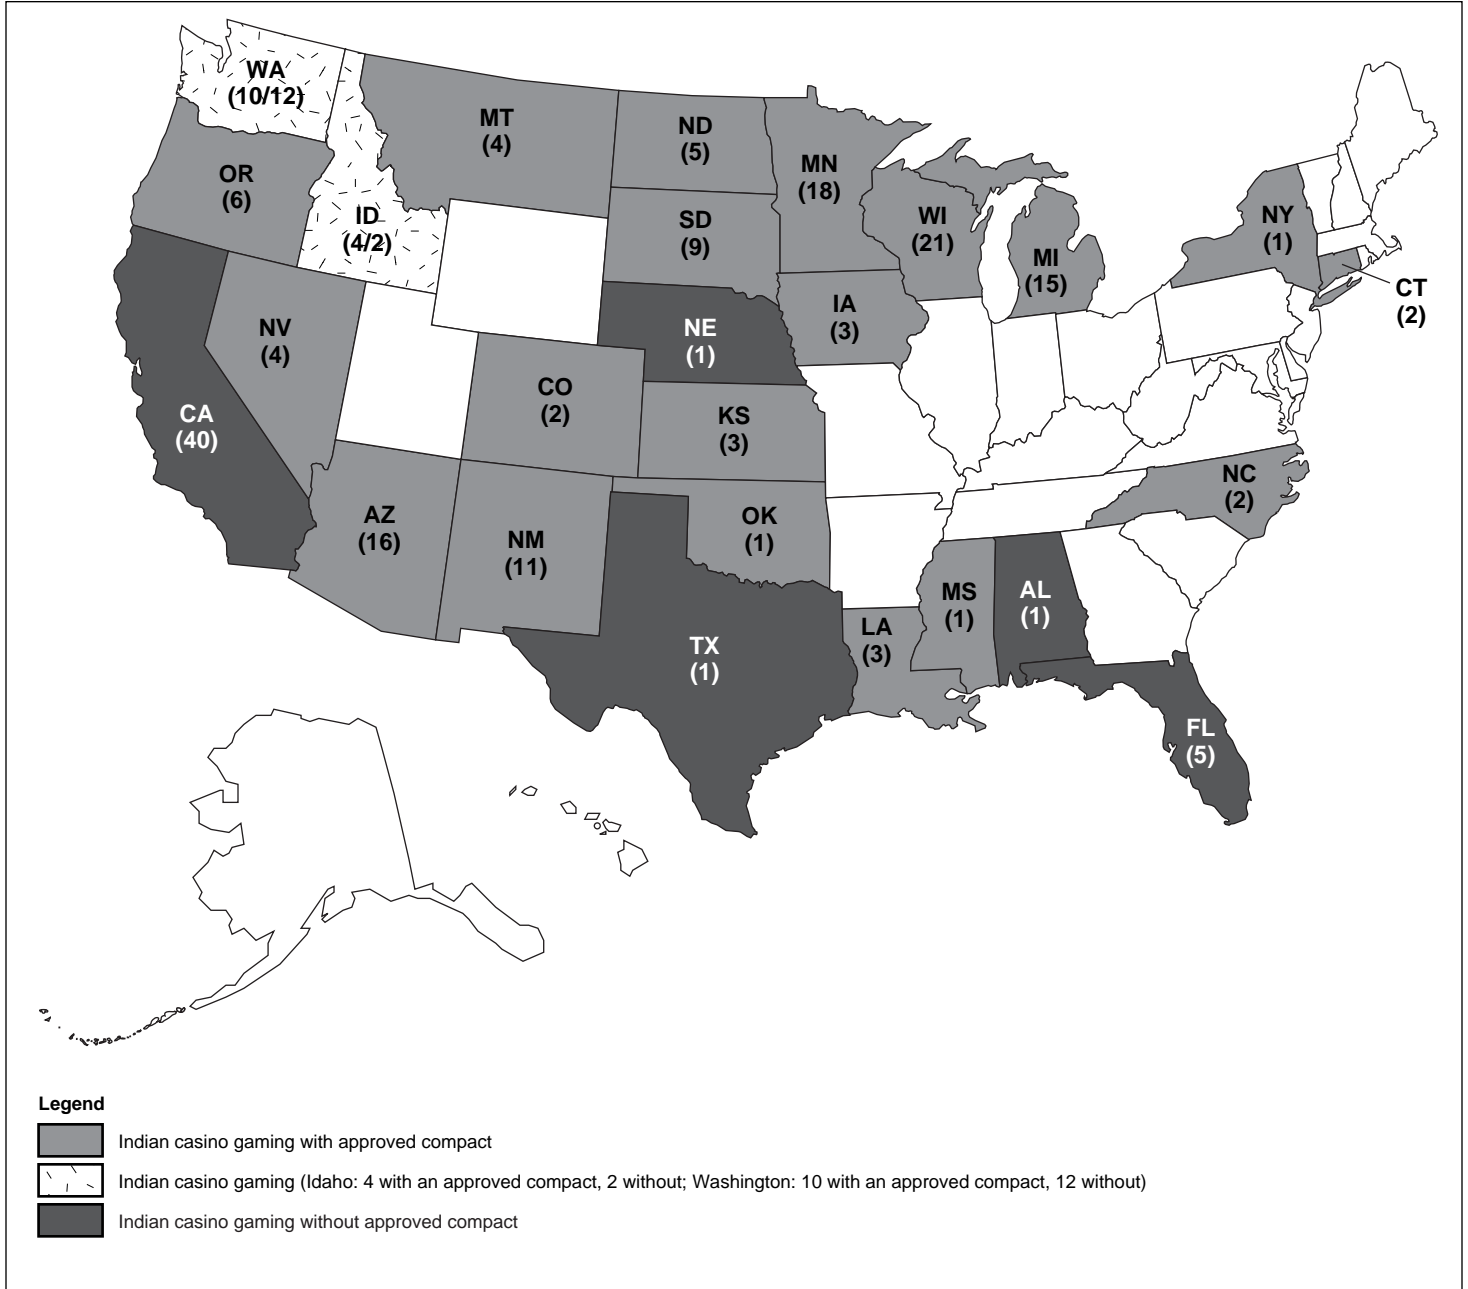 WA
(10/12)
MT
(4)
ND
(5)
MN
(18)
OR
(6)
ID
(4/2)
SD
(9)
WI
(21)
MI
(15)
NY
(1)
CT
(2)
IA
(3)
NV
(4)
NE
(1)
CO
(2)
KS
(3)
CA
(40)
NC
(2)
AZ
(16)
NM
(11)
OK
(1)
MS
(1)
AL
(1)
LA
(3)
TX
(1)
FL
(5)
Legend
Indian casino gaming with approved compact
Indian casino gaming (Idaho: 4 with an approved compact, 2 without; Washington: 10 with an approved compact, 12 without)
Indian casino gaming without approved compact